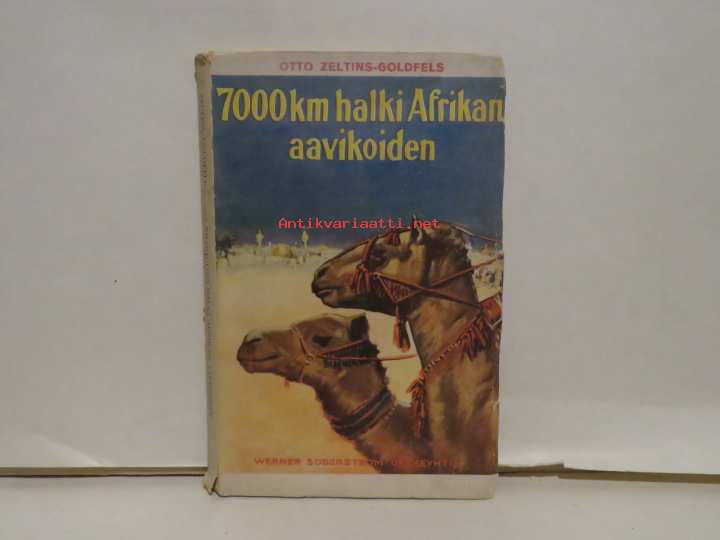 OTTO ZELTINS-GOLDFELS
7000 km halki Afrikan
aavikoiden
Antikvariaatti.net
WERNER SÖDERSTRÖM